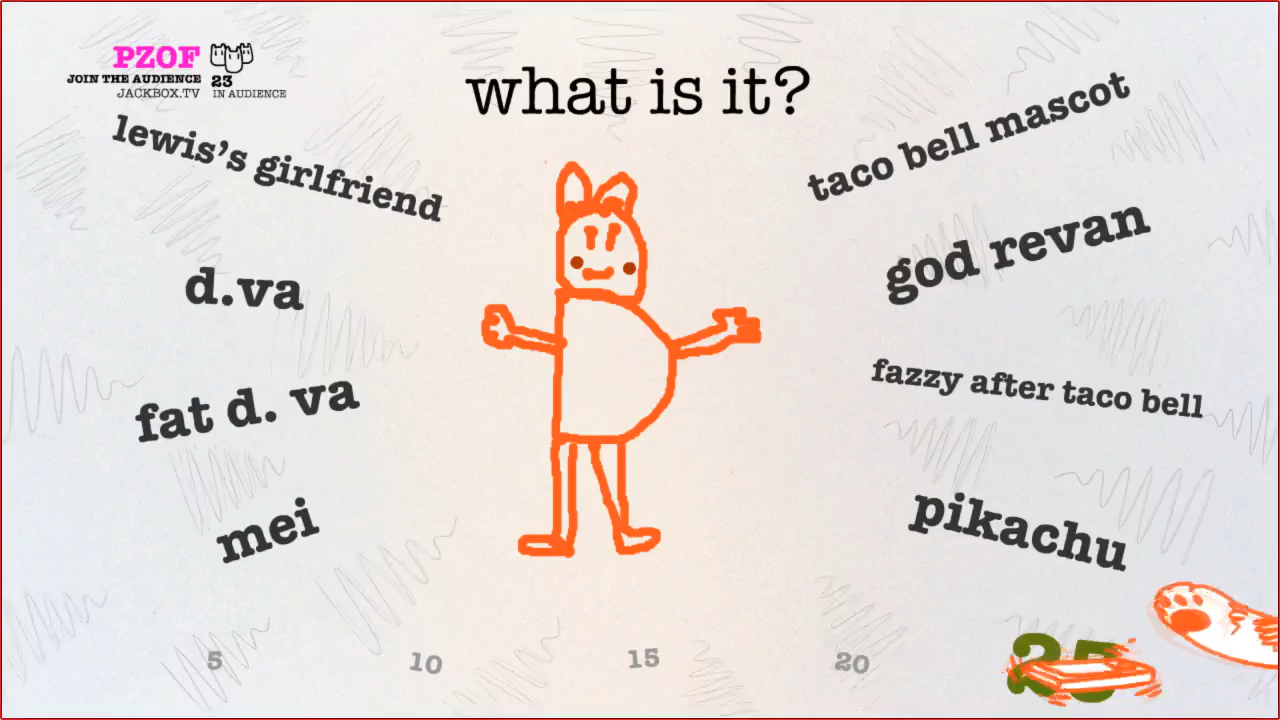 PZOF
JOIN THE AUDIENCE 23
JACKBOX.TV IN AUDIENCE
what is it?
lewis's girlfriend
taco bell mascot
d.va
god revan
fat d. va
fazzy after taco bell
mei
pikachu
5 10 15 20 25